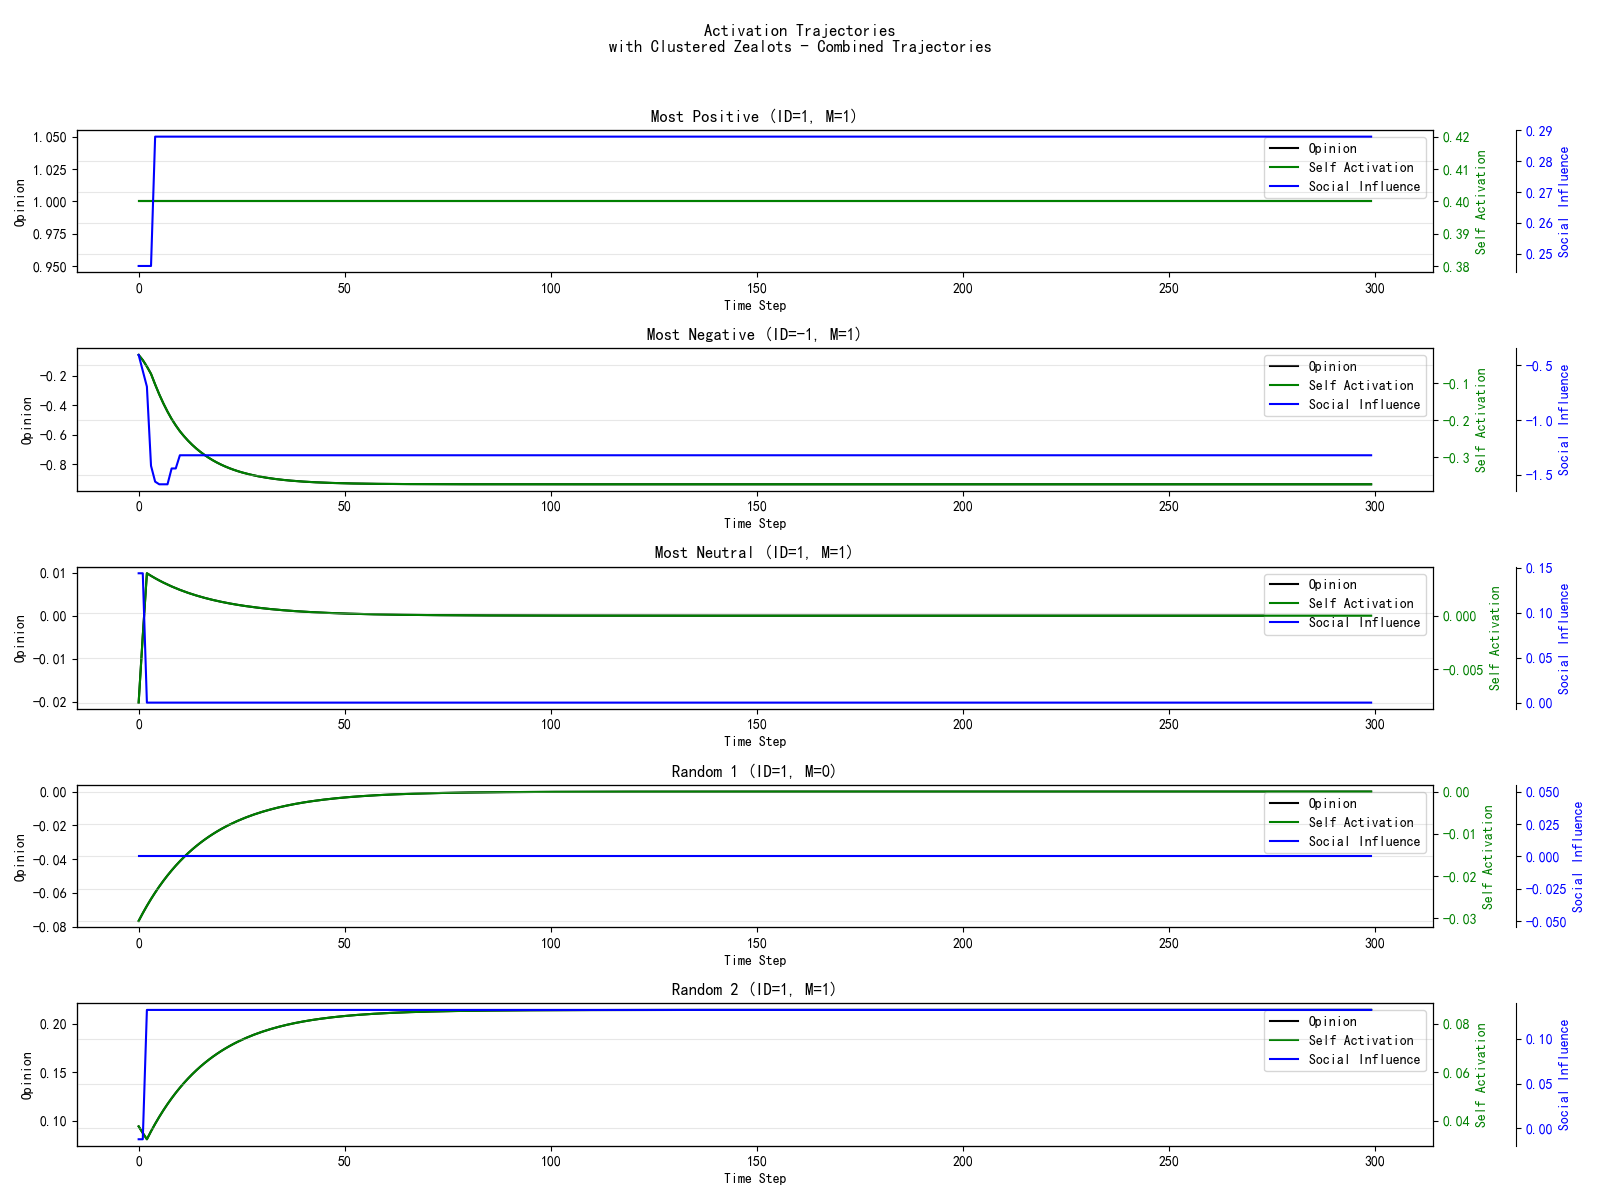 Activation Trajectories
with Clustered Zealots - Combined Trajectories
Most Positive (ID=1, M=1)
Opinion
1.050
1.025
1.000
0.975
0.950
Opinion
Self Activation
Social Influence
0.42
0.41
0.40
0.39
0.38
Self Activation
0.29
0.28
0.27
0.26
0.25
Social Influence
0 50 100 150 200 250 300
Time Step
Most Negative (ID=-1, M=1)
Opinion
-0.2
-0.4
-0.6
-0.8
Opinion
Self Activation
Social Influence
-0.1
-0.2
-0.3
Self Activation
-0.5
-1.0
-1.5
Social Influence
0 50 100 150 200 250 300
Time Step
Most Neutral (ID=1, M=1)
Opinion
0.01
0.00
-0.01
-0.02
Opinion
Self Activation
Social Influence
0.000
-0.005
Self Activation
0.15
0.10
0.05
0.00
Social Influence
0 50 100 150 200 250 300
Time Step
Random 1 (ID=1, M=0)
Opinion
0.00
-0.02
-0.04
-0.06
-0.08
Opinion
Self Activation
Social Influence
0.00
-0.01
-0.02
-0.03
Self Activation
0.050
0.025
0.000
-0.025
-0.050
Social Influence
0 50 100 150 200 250 300
Time Step
Random 2 (ID=1, M=1)
Opinion
0.20
0.15
0.10
Opinion
Self Activation
Social Influence
0.08
0.06
0.04
Self Activation
0.10
0.05
0.00
Social Influence
0 50 100 150 200 250 300
Time Step